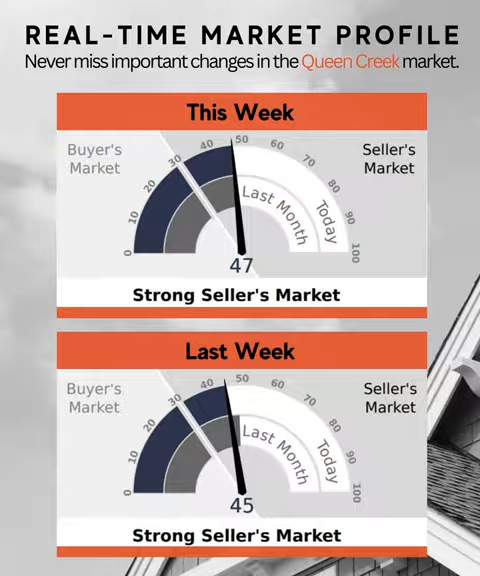 REAL-TIME MARKET PROFILE
Never miss important changes in the Queen Creek market.
This Week
Buyer's
Market
Seller's
Market
0
10
20
30
40
50
60
70
80
90
100
Last Month
Today
47
Strong Seller's Market
Last Week
Buyer's
Market
Seller's
Market
0
10
20
30
40
50
60
70
80
90
100
Last Month
Today
45
Strong Seller's Market